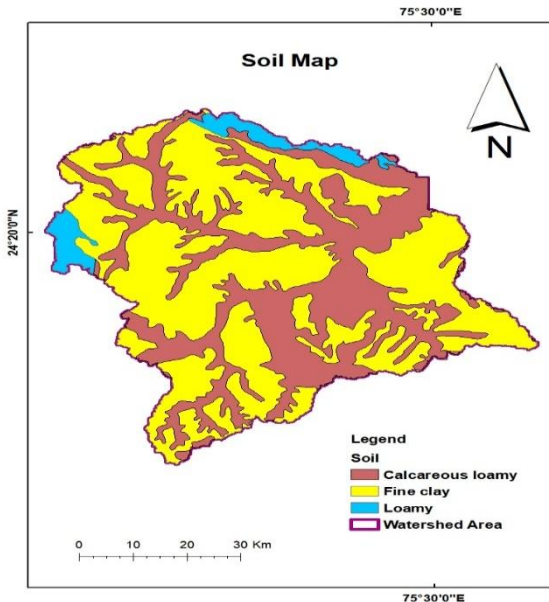 75°30'0"E
Soil Map
N
24°20'0"N
Legend
Soil
Calcareous loamy
Fine clay
Loamy
Watershed Area
0 10 20 30 Km
75°30'0"E